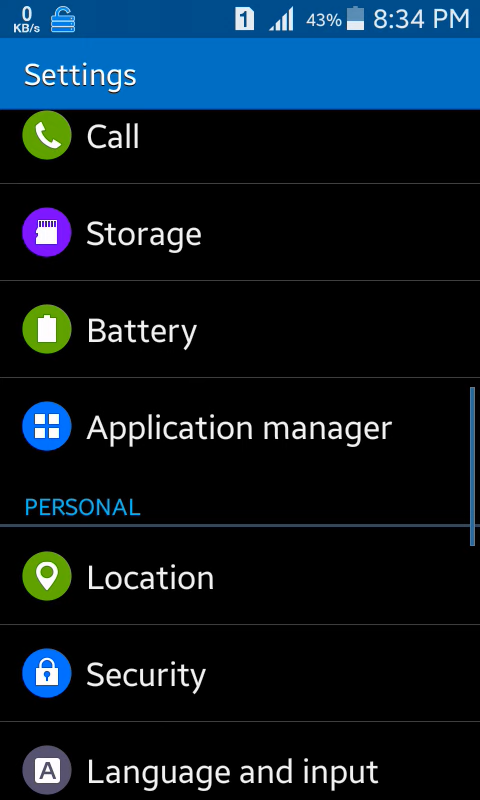 0
KB/s
1
43%
8:34 PM
Settings
Call
Storage
Battery
Application manager
PERSONAL
Location
Security
A
Language and input